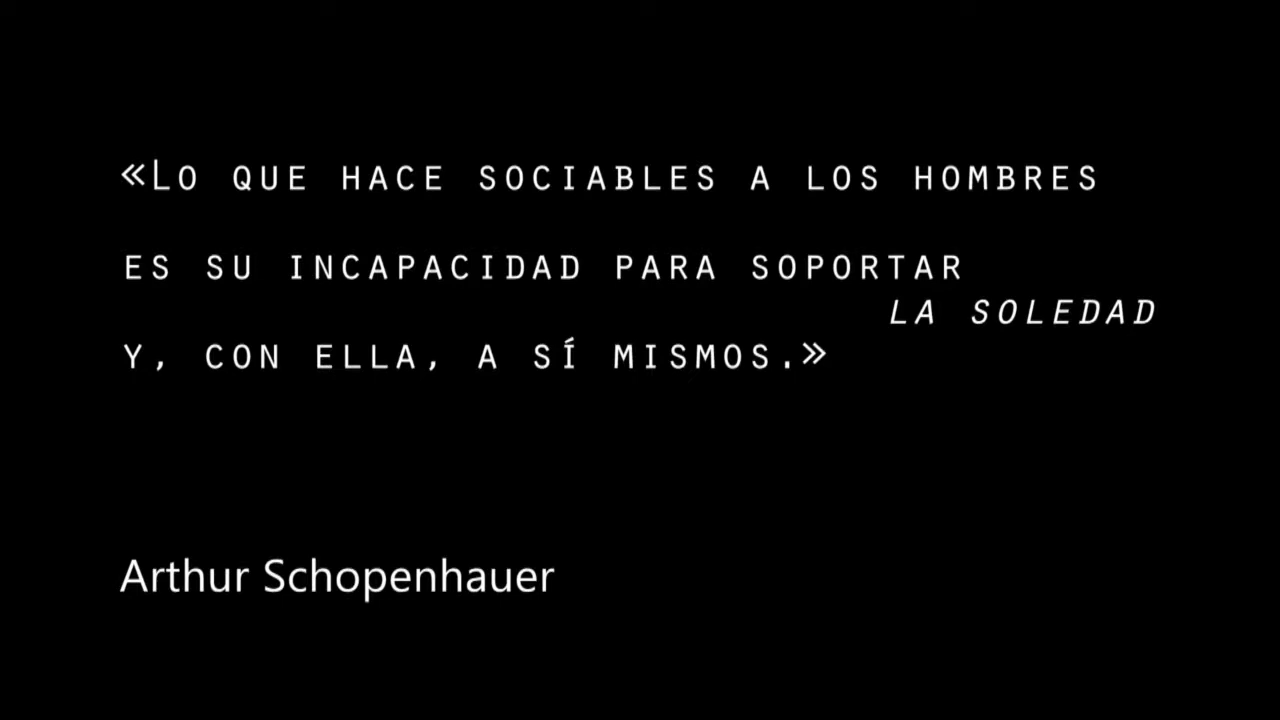 «Lo que hace sociables a los hombres
es su incapacidad para soportar
la soledad
y, con ella, a sí mismos.»
Arthur Schopenhauer